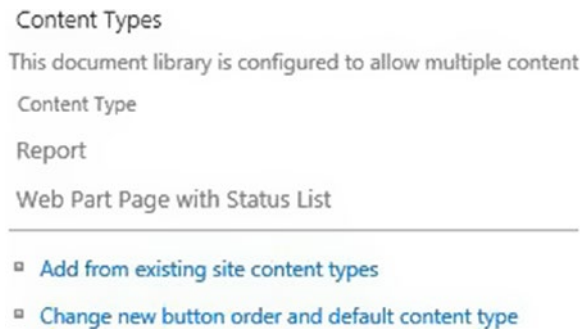 Content Types
This document library is configured to allow multiple content
Content Type
Report
Web Part Page with Status List
Add from existing site content types
Change new button order and default content type